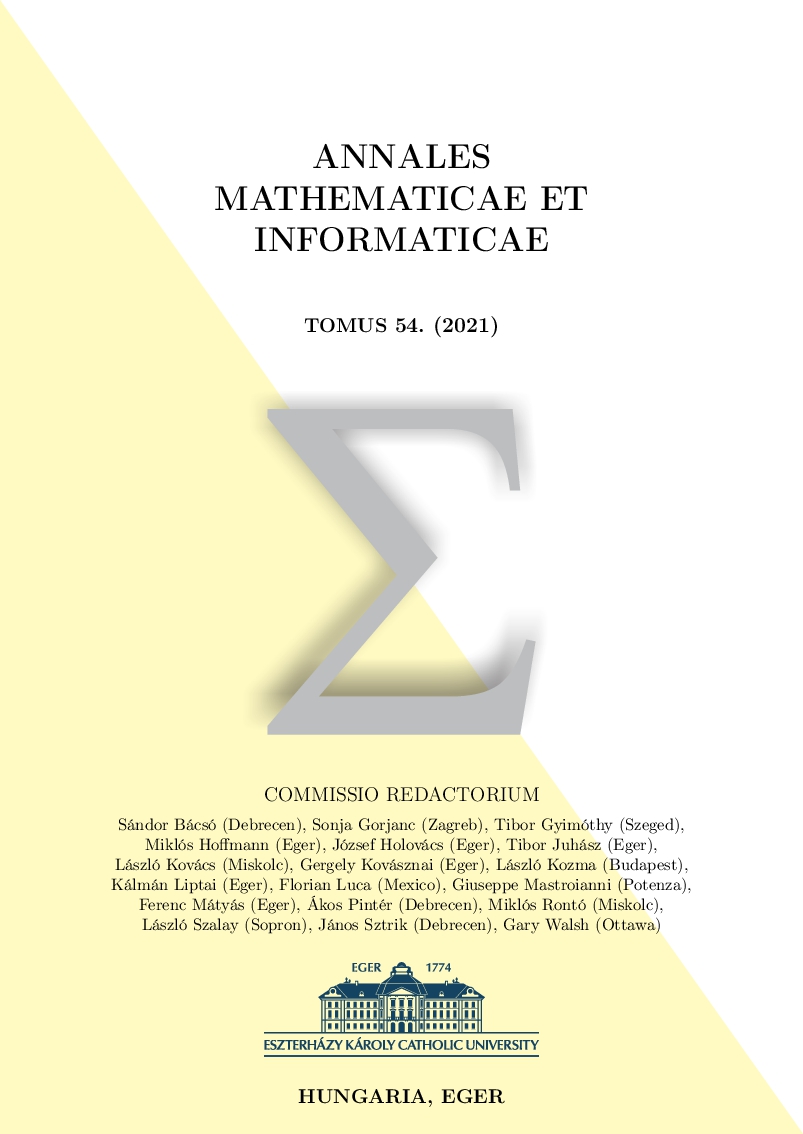 ANNALES
MATHEMATICAE ET
INFORMATICAE
TOMUS 54. (2021)
Σ
COMMISSIO REDACTORIUM
Sándor Bácsó (Debrecen), Sonja Gorjanc (Zagreb), Tibor Gyimóthy (Szeged),
Miklós Hoffmann (Eger), József Holovács (Eger), Tibor Juhász (Eger),
László Kovács (Miskolc), Gergely Kovásznai (Eger), László Kozma (Budapest),
Kálmán Liptai (Eger), Florian Luca (Mexico), Giuseppe Mastroianni (Potenza),
Ferenc Mátyás (Eger), Ákos Pintér (Debrecen), Miklós Rontó (Miskolc),
László Szalay (Sopron), János Sztrik (Debrecen), Gary Walsh (Ottawa)
EGER 1774
ESZTERHÁZY KÁROLY CATHOLIC UNIVERSITY
HUNGARIA, EGER